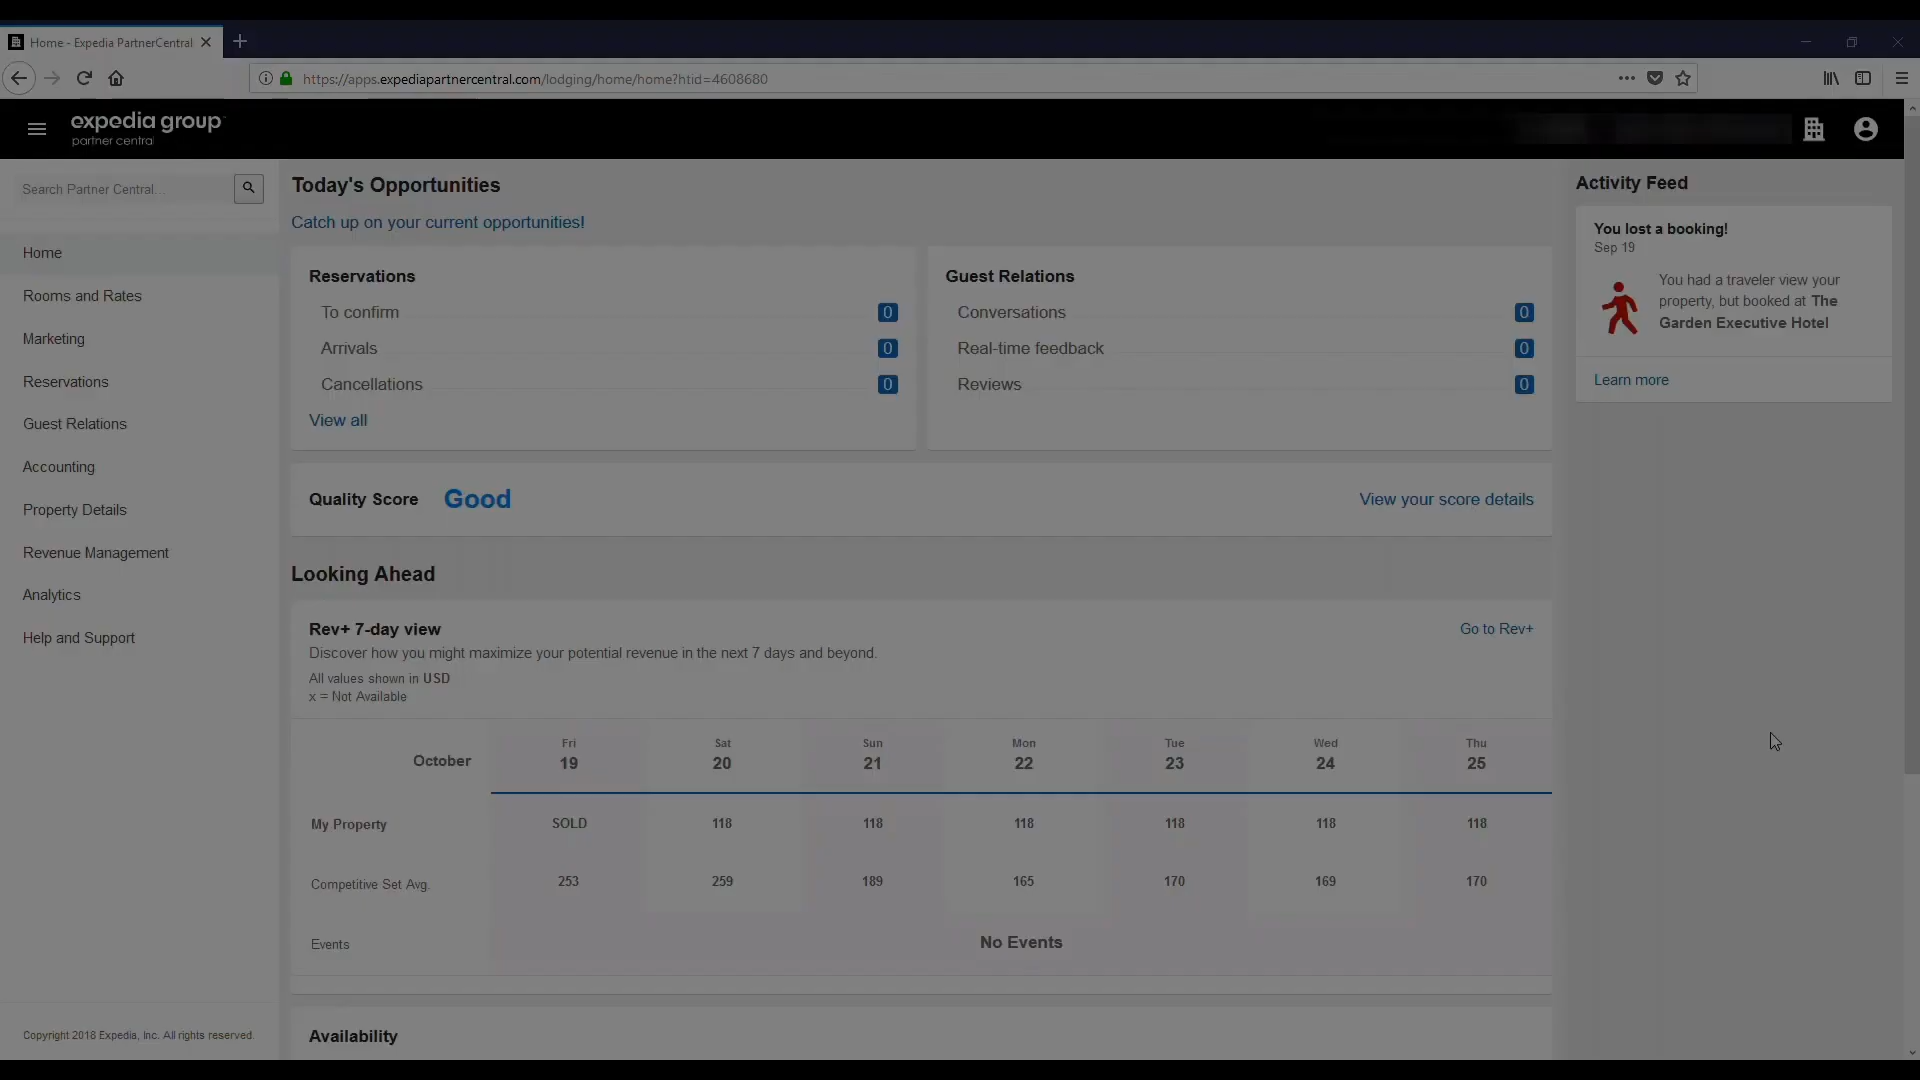 Home - Expedia PartnerCentral
https://apps.expediapartnercentral.com/lodging/home/home?htid=4608680
expedia group
partner central
Search Partner Central...
Home
Rooms and Rates
Marketing
Reservations
Guest Relations
Accounting
Property Details
Revenue Management
Analytics
Help and Support
Copyright 2018 Expedia, Inc. All rights reserved.
Today's Opportunities
Catch up on your current opportunities!
Reservations
To confirm 0
Arrivals 0
Cancellations 0
View all
Guest Relations
Conversations 0
Real-time feedback 0
Reviews 0
Quality Score Good View your score details
Looking Ahead
Rev+ 7-day view Go to Rev+
Discover how you might maximize your potential revenue in the next 7 days and beyond.
All values shown in USD
x = Not Available
Fri Sat Sun Mon Tue Wed Thu
October 19 20 21 22 23 24 25
My Property SOLD 118 118 118 118 118 118
Competitive Set Avg. 253 259 189 165 170 169 170
Events No Events
Availability
Activity Feed
You lost a booking!
Sep 19
You had a traveler view your
property, but booked at The
Garden Executive Hotel
Learn more